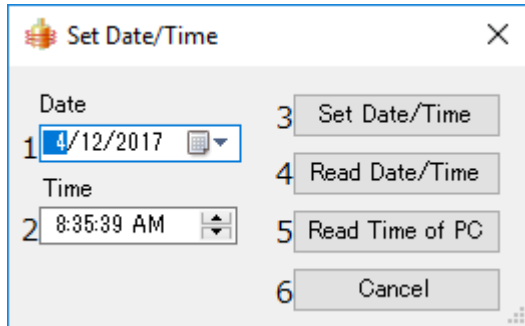 Set Date/Time
Date
1 4/12/2017
Time
2 8:35:39 AM
3 Set Date/Time
4 Read Date/Time
5 Read Time of PC
6 Cancel